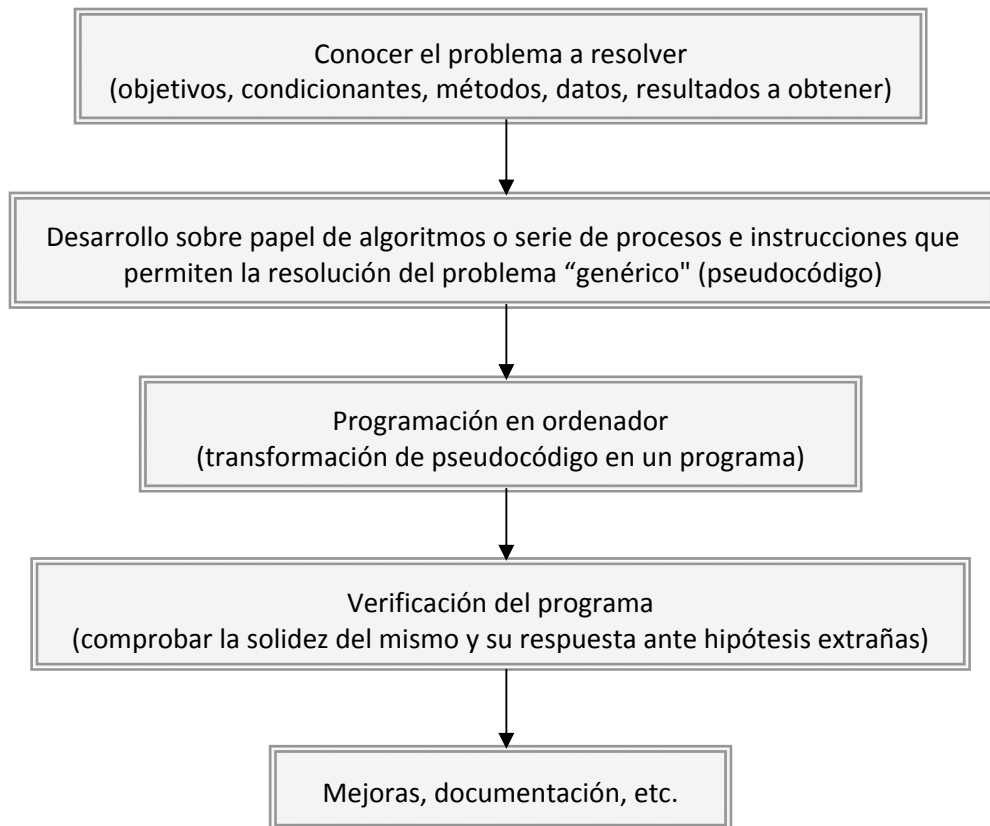 Conocer el problema a resolver
(objetivos, condicionantes, métodos, datos, resultados a obtener)
Desarrollo sobre papel de algoritmos o serie de procesos e instrucciones que
permiten la resolución del problema “genérico" (pseudocódigo)
Programación en ordenador
(transformación de pseudocódigo en un programa)
Verificación del programa
(comprobar la solidez del mismo y su respuesta ante hipótesis extrañas)
Mejoras, documentación, etc.